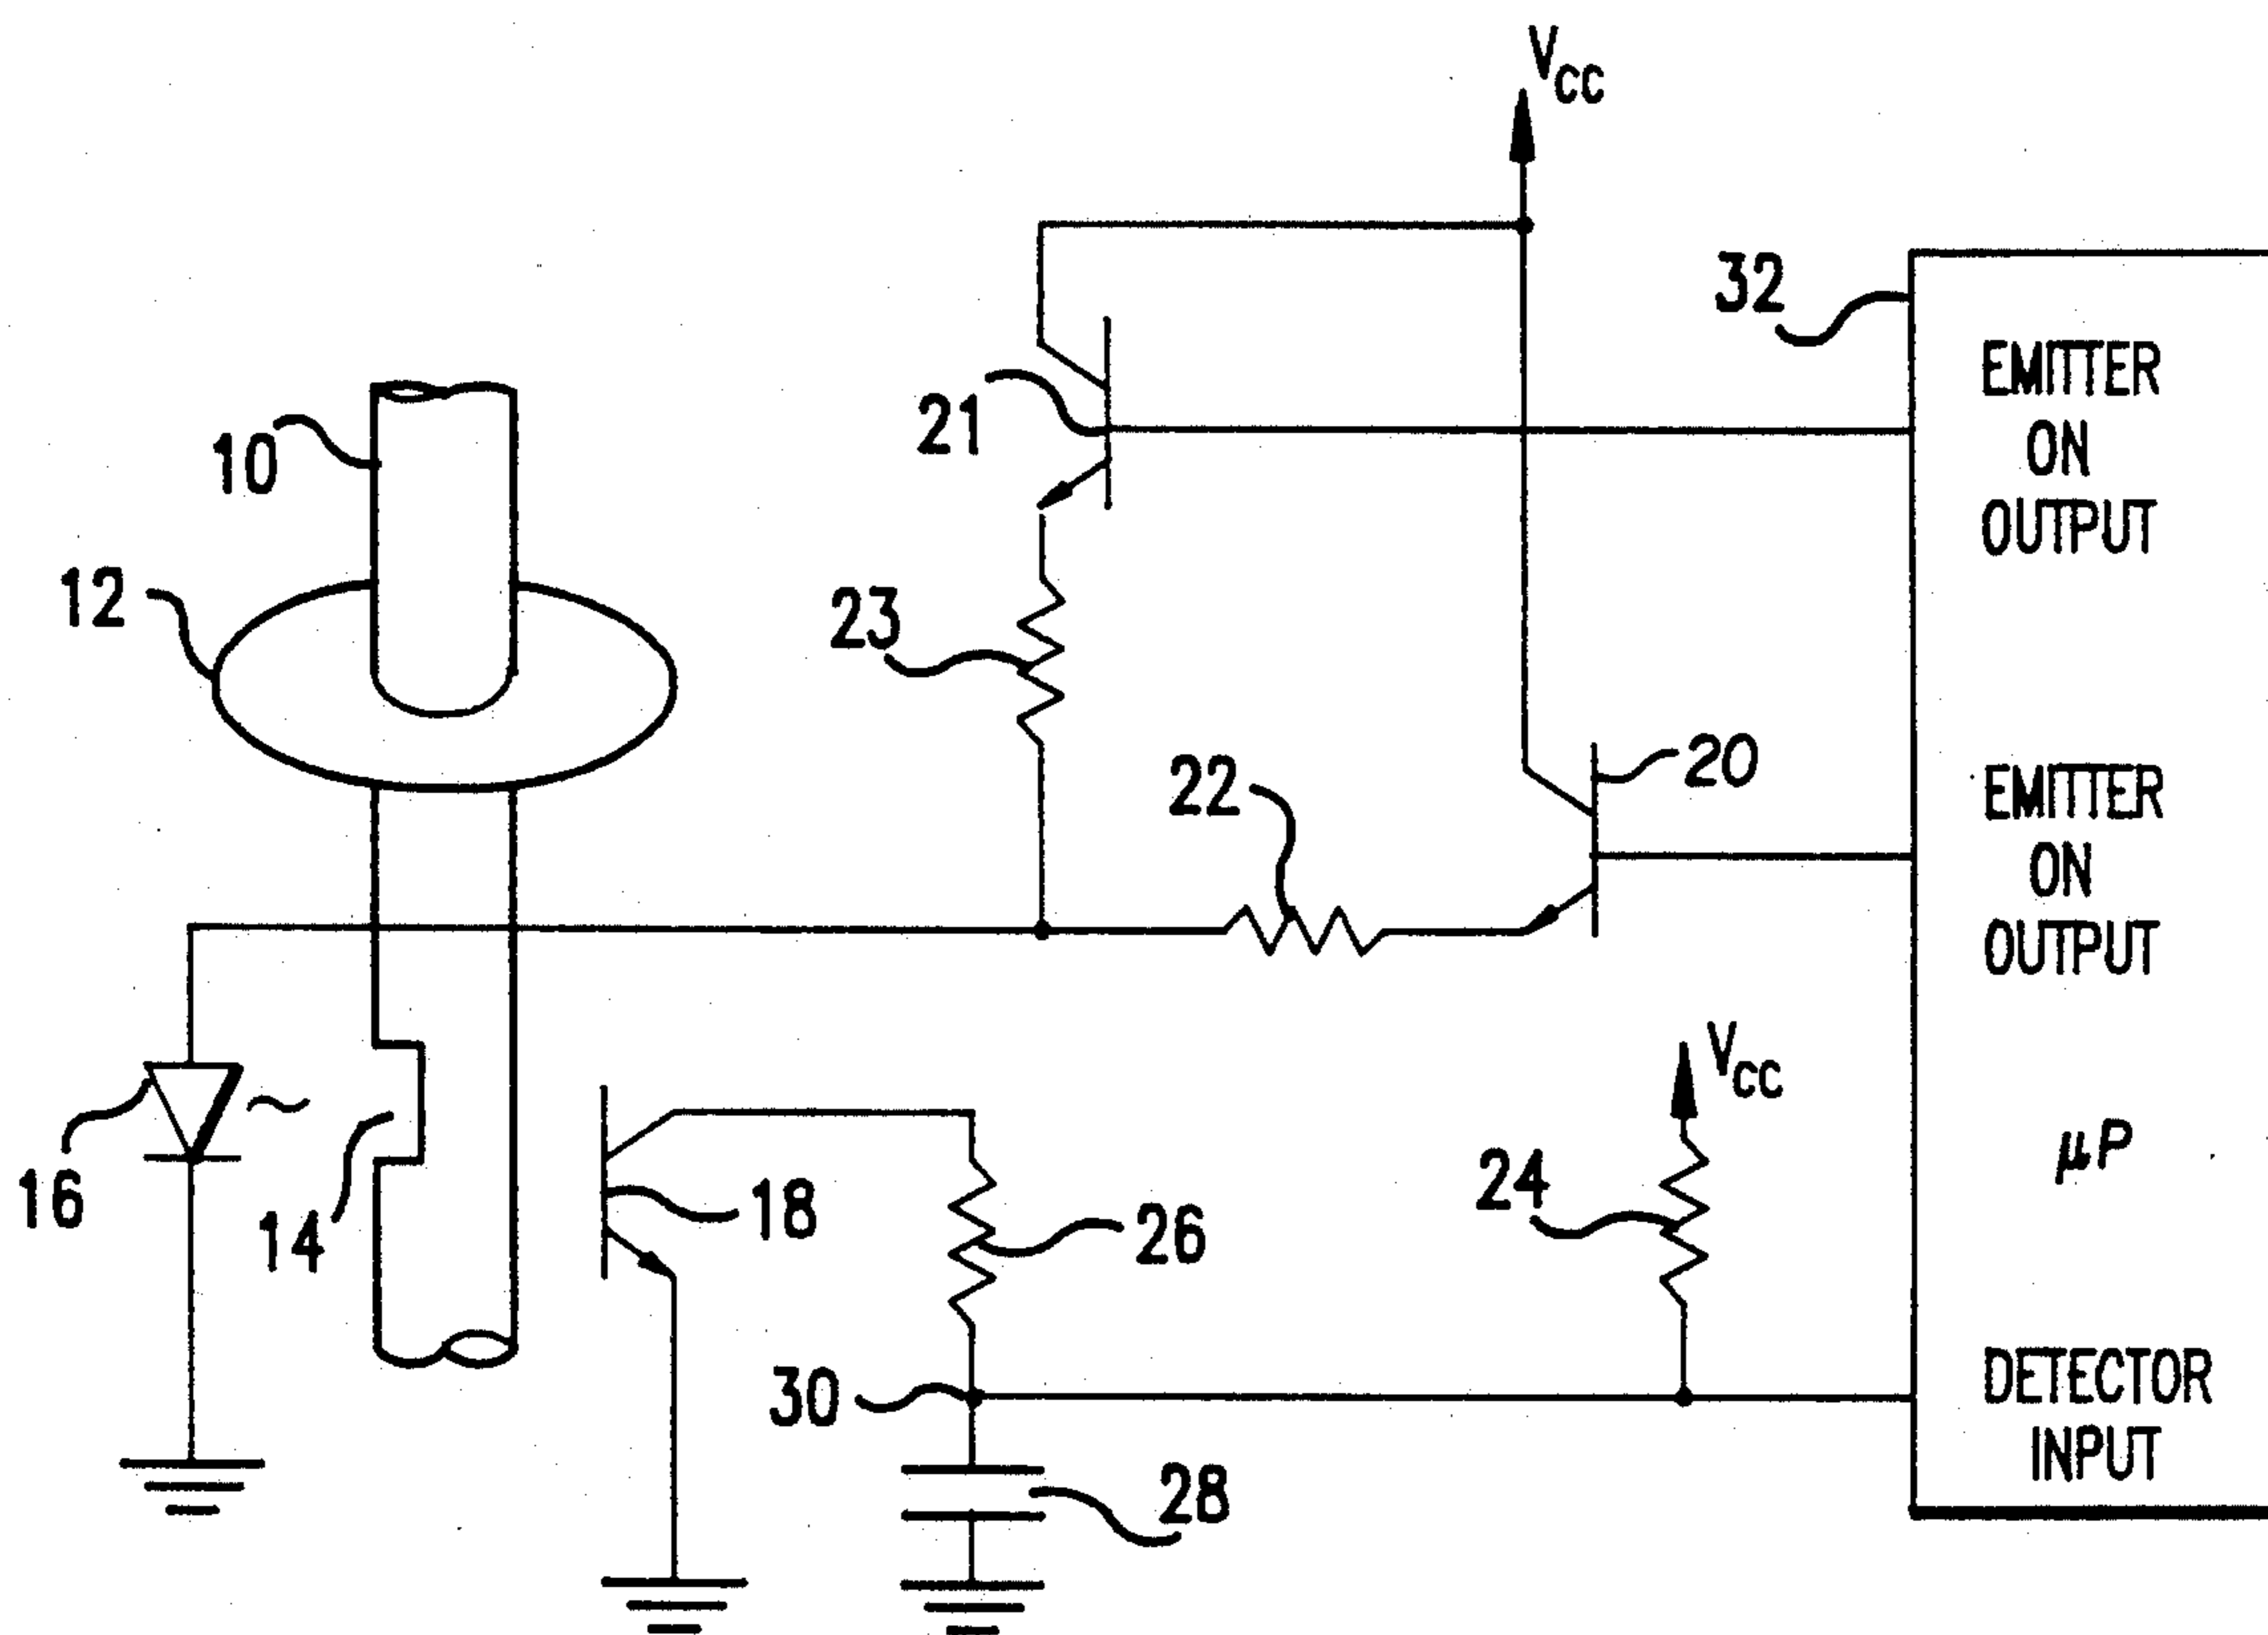 VCC
32
EMITTER
ON
OUTPUT
21
10
12
23
20
22
EMITTER
ON
OUTPUT
VCC
μP
16
14
18
26
24
30
DETECTOR
INPUT
28